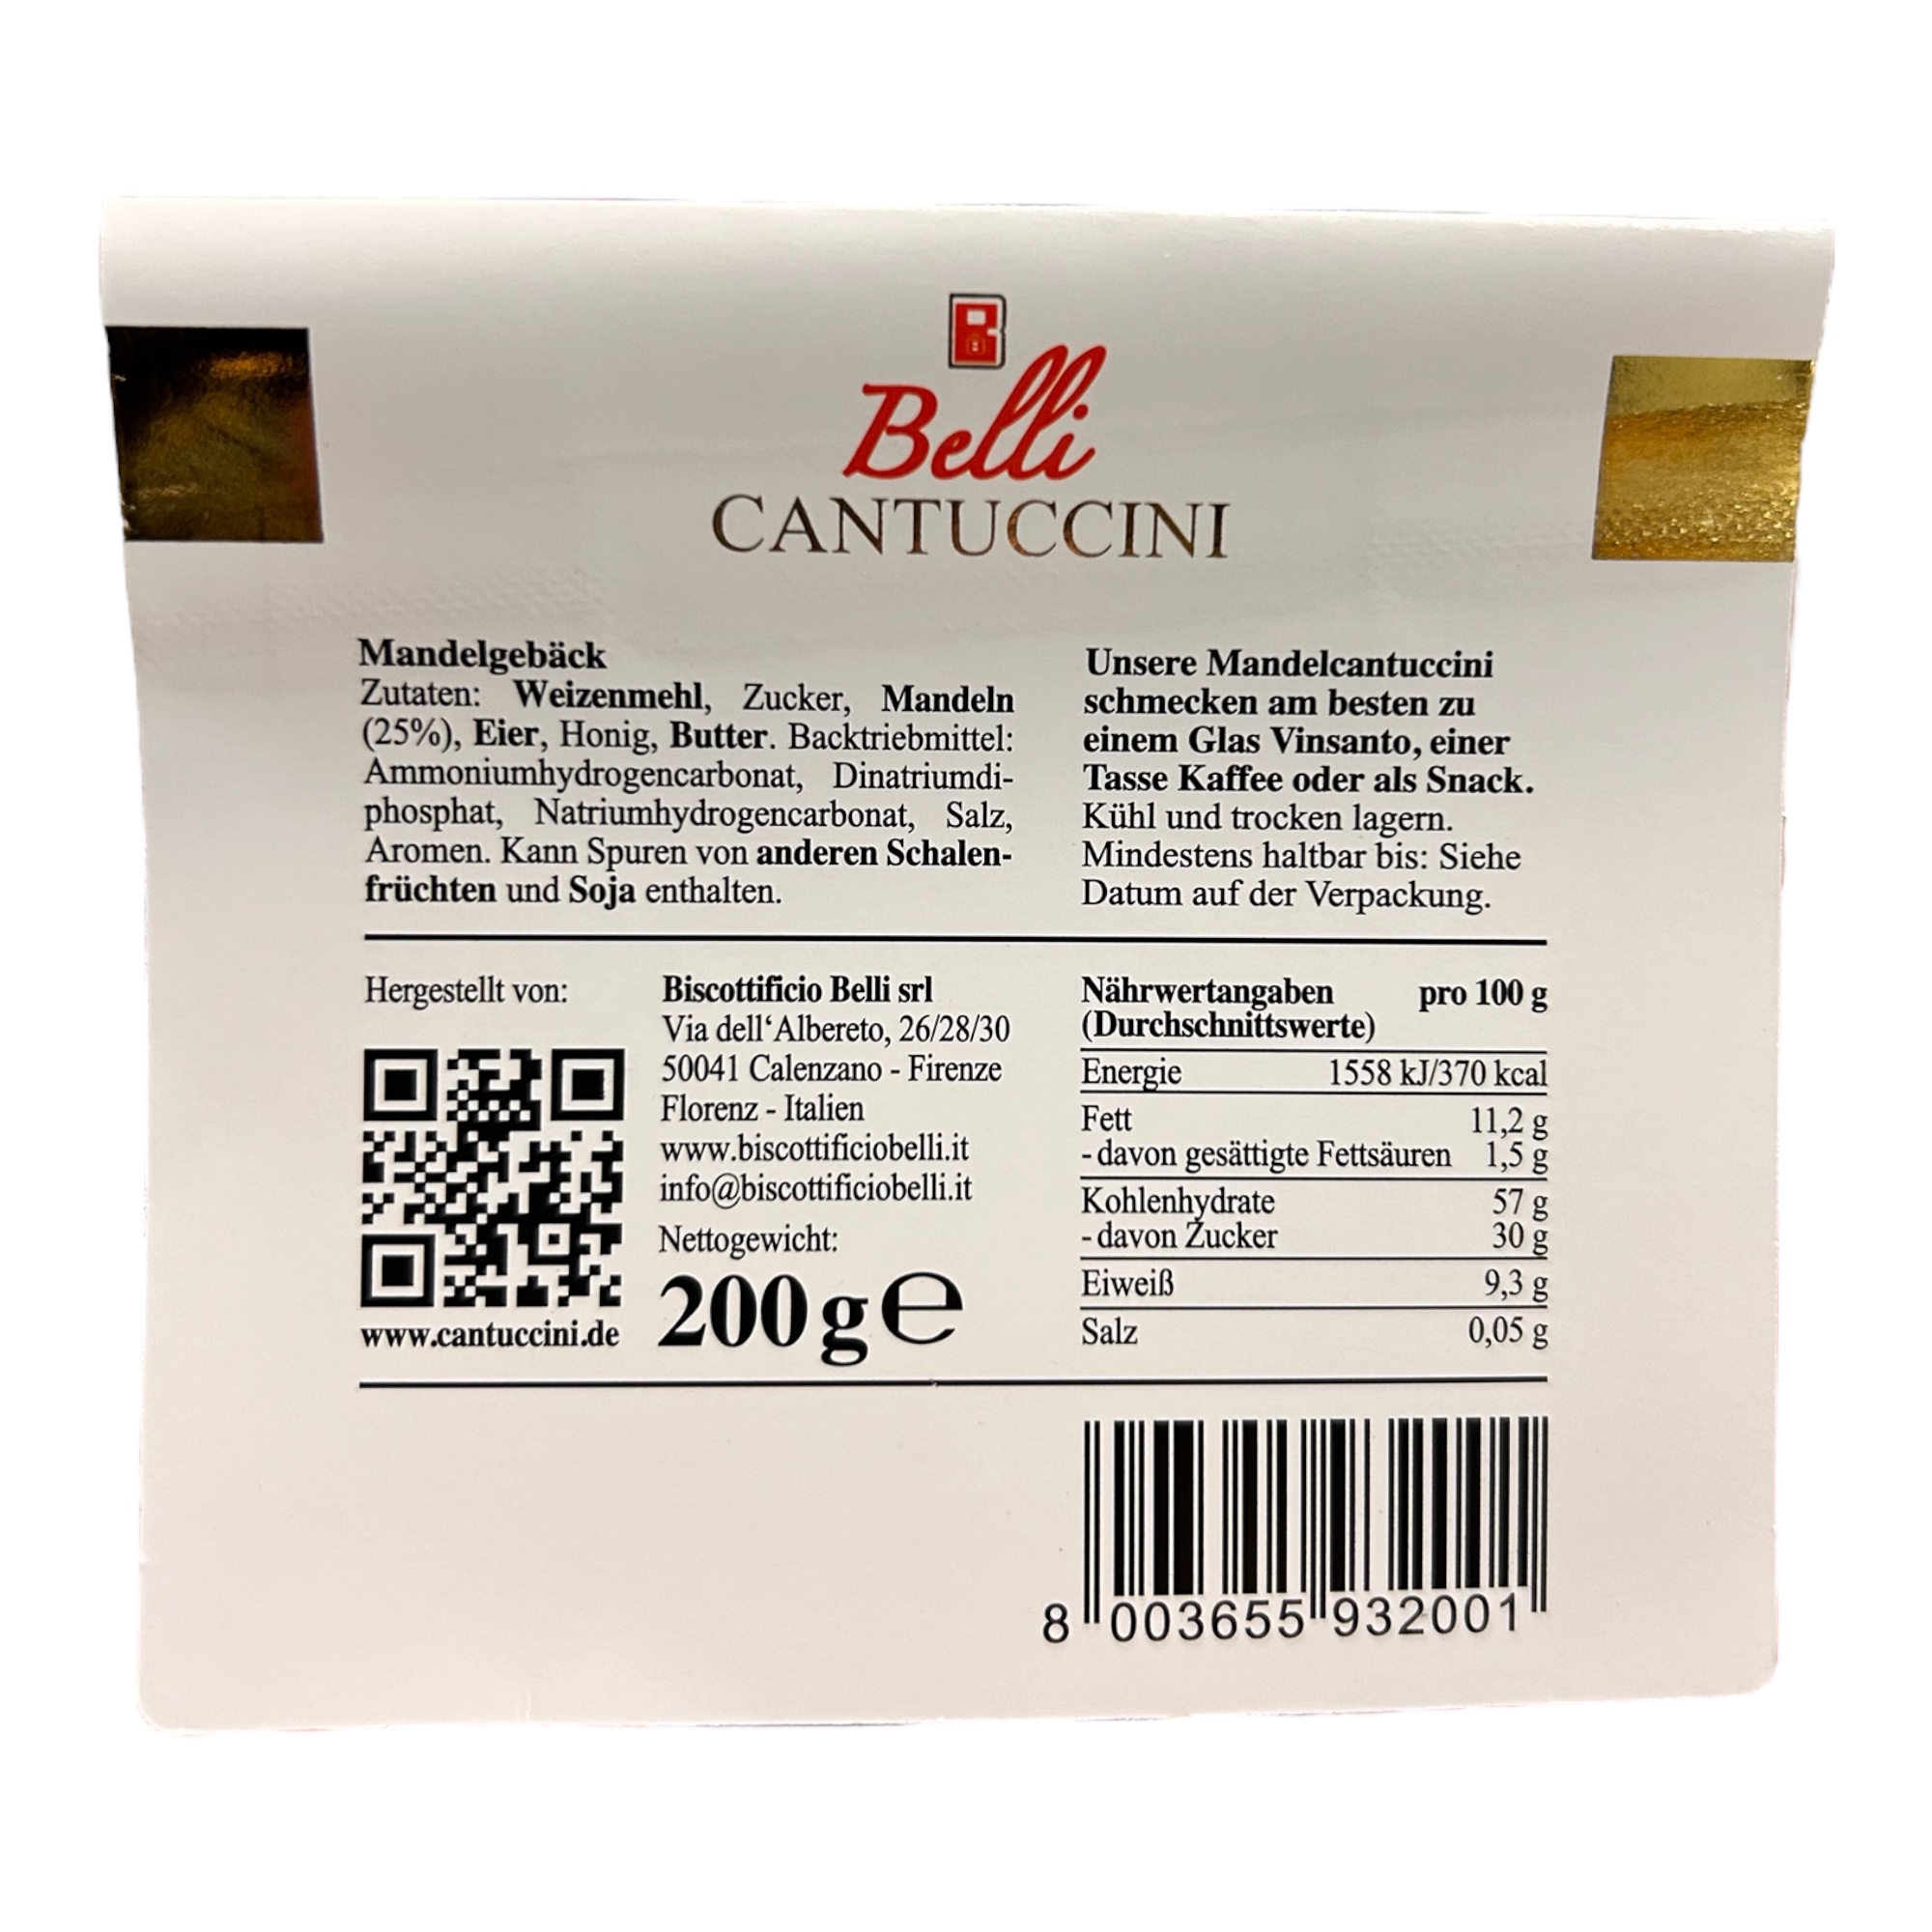 Belli
CANTUCCINI
Mandelgebäck
Zutaten: Weizenmehl, Zucker, Mandeln
(25%), Eier, Honig, Butter. Backtriebmittel:
Ammoniumhydrogencarbonat, Dinatriumdi-
phosphat, Natriumhydrogencarbonat, Salz,
Aromen. Kann Spuren von anderen Schalen-
früchten und Soja enthalten.
Unsere Mandelcantuccini
schmecken am besten zu
einem Glas Vinsanto, einer
Tasse Kaffee oder als Snack.
Kühl und trocken lagern.
Mindestens haltbar bis: Siehe
Datum auf der Verpackung.
Hergestellt von:
www.cantuccini.de
Biscottificio Belli srl
Via dell‘Albereto, 26/28/30
50041 Calenzano - Firenze
Florenz - Italien
www.biscottificiobelli.it
info@biscottificiobelli.it
Nettogewicht:
200 g e
Nährwertangaben pro 100 g
(Durchschnittswerte)
Energie 1558 kJ/370 kcal
Fett 11,2 g
- davon gesättigte Fettsäuren 1,5 g
Kohlenhydrate 57 g
- davon Zucker 30 g
Eiweiß 9,3 g
Salz 0,05 g
8 003655 932001